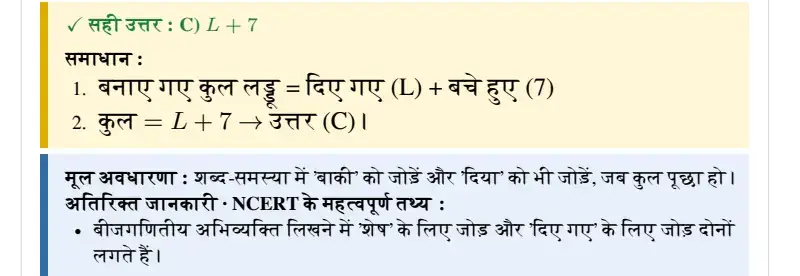 ✓ सही उत्तर : C) L + 7
समाधान :
1. बनाए गए कुल लड्डू = दिए गए (L) + बचे हुए (7)
2. कुल = L + 7 → उत्तर (C)।
मूल अवधारणा : शब्द-समस्या में 'बाकी' को जोड़ें और 'दिया' को भी जोड़ें, जब कुल पूछा हो।
अतिरिक्त जानकारी · NCERT के महत्वपूर्ण तथ्य :
• बीजगणितीय अभिव्यक्ति लिखने में 'शेष' के लिए जोड़ और 'दिए गए' के लिए जोड़ दोनों
लगते हैं।